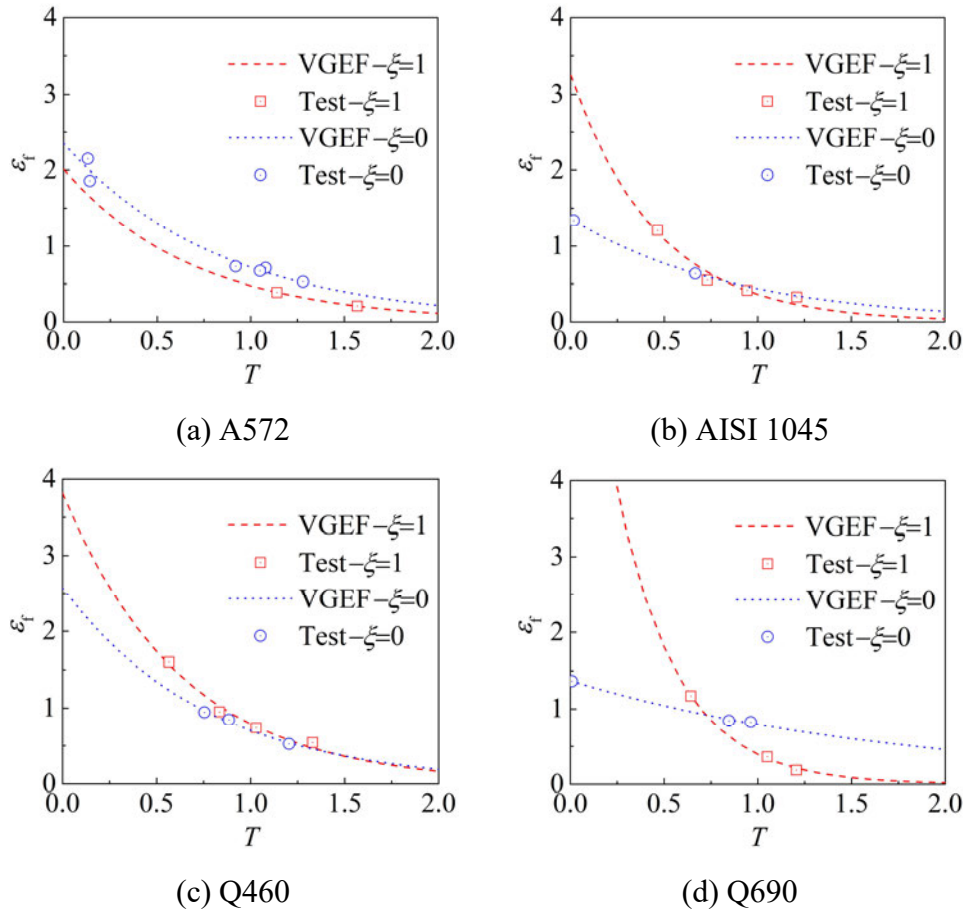 4
3
2
1
0
ε_f
VGEF−ξ=1
Test−ξ=1
VGEF−ξ=0
Test−ξ=0
0.0 0.5 1.0 1.5 2.0
T
(a) A572
4
3
2
1
0
ε_f
VGEF−ξ=1
Test−ξ=1
VGEF−ξ=0
Test−ξ=0
0.0 0.5 1.0 1.5 2.0
T
(b) AISI 1045
4
3
2
1
0
ε_f
VGEF−ξ=1
Test−ξ=1
VGEF−ξ=0
Test−ξ=0
0.0 0.5 1.0 1.5 2.0
T
(c) Q460
4
3
2
1
0
ε_f
VGEF−ξ=1
Test−ξ=1
VGEF−ξ=0
Test−ξ=0
0.0 0.5 1.0 1.5 2.0
T
(d) Q690